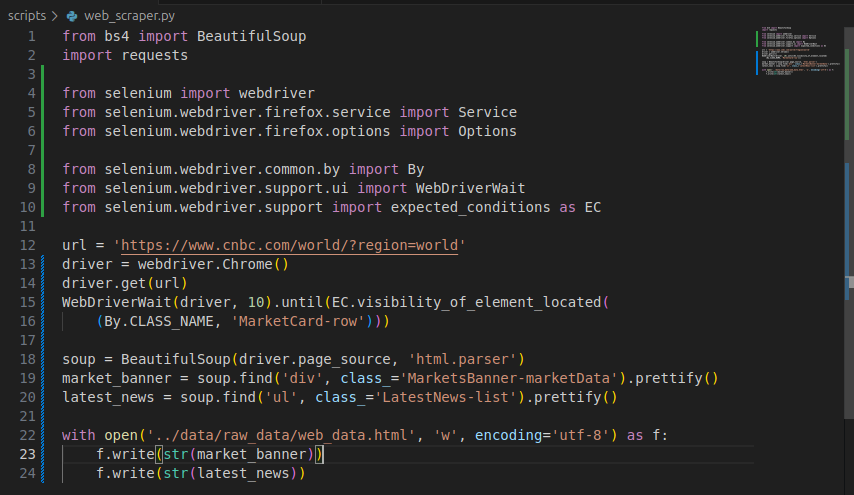 scripts > web_scraper.py
1 from bs4 import BeautifulSoup
2 import requests
3
4 from selenium import webdriver
5 from selenium.webdriver.firefox.service import Service
6 from selenium.webdriver.firefox.options import Options
7
8 from selenium.webdriver.common.by import By
9 from selenium.webdriver.support.ui import WebDriverWait
10 from selenium.webdriver.support import expected_conditions as EC
11
12 url = 'https://www.cnbc.com/world/?region=world'
13 driver = webdriver.Chrome()
14 driver.get(url)
15 WebDriverWait(driver, 10).until(EC.visibility_of_element_located(
16     (By.CLASS_NAME, 'MarketCard-row')))
17
18 soup = BeautifulSoup(driver.page_source, 'html.parser')
19 market_banner = soup.find('div', class_='MarketsBanner-marketData').prettify()
20 latest_news = soup.find('ul', class_='LatestNews-list').prettify()
21
22 with open('../data/raw_data/web_data.html', 'w', encoding='utf-8') as f:
23     f.write(str(market_banner))
24     f.write(str(latest_news))